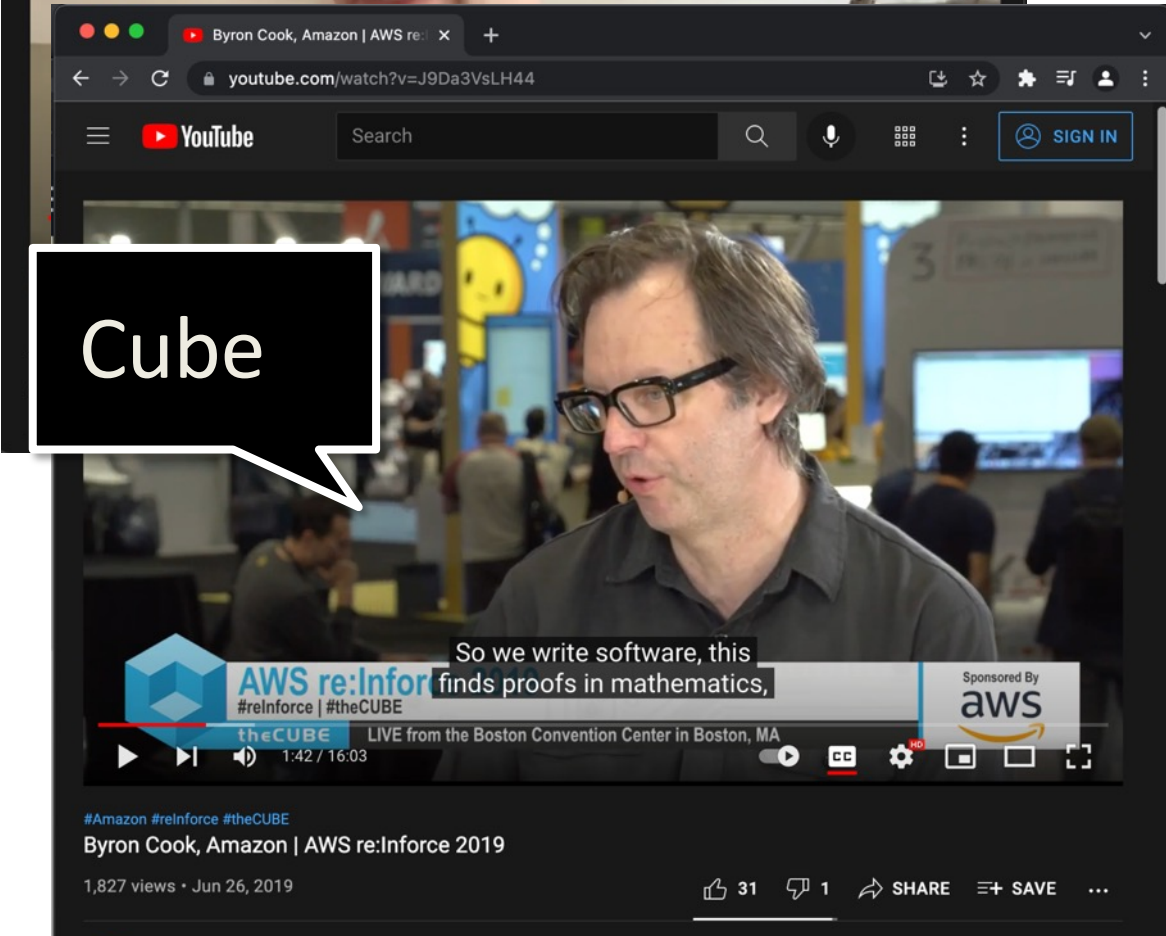 Byron Cook, Amazon | AWS re:
youtube.com/watch?v=J9Da3VsLH44
YouTube
Search
SIGN IN
Cube
3
So we write software, this
finds proofs in mathematics,
AWS re:Infor
#reInforce | #theCUBE
theCUBE
LIVE from the Boston Convention Center in Boston, MA
Sponsored By
aws
1:42 / 16:03
CC
HD
#Amazon #reInforce #theCUBE
Byron Cook, Amazon | AWS re:Inforce 2019
1,827 views • Jun 26, 2019
31
1
SHARE
SAVE